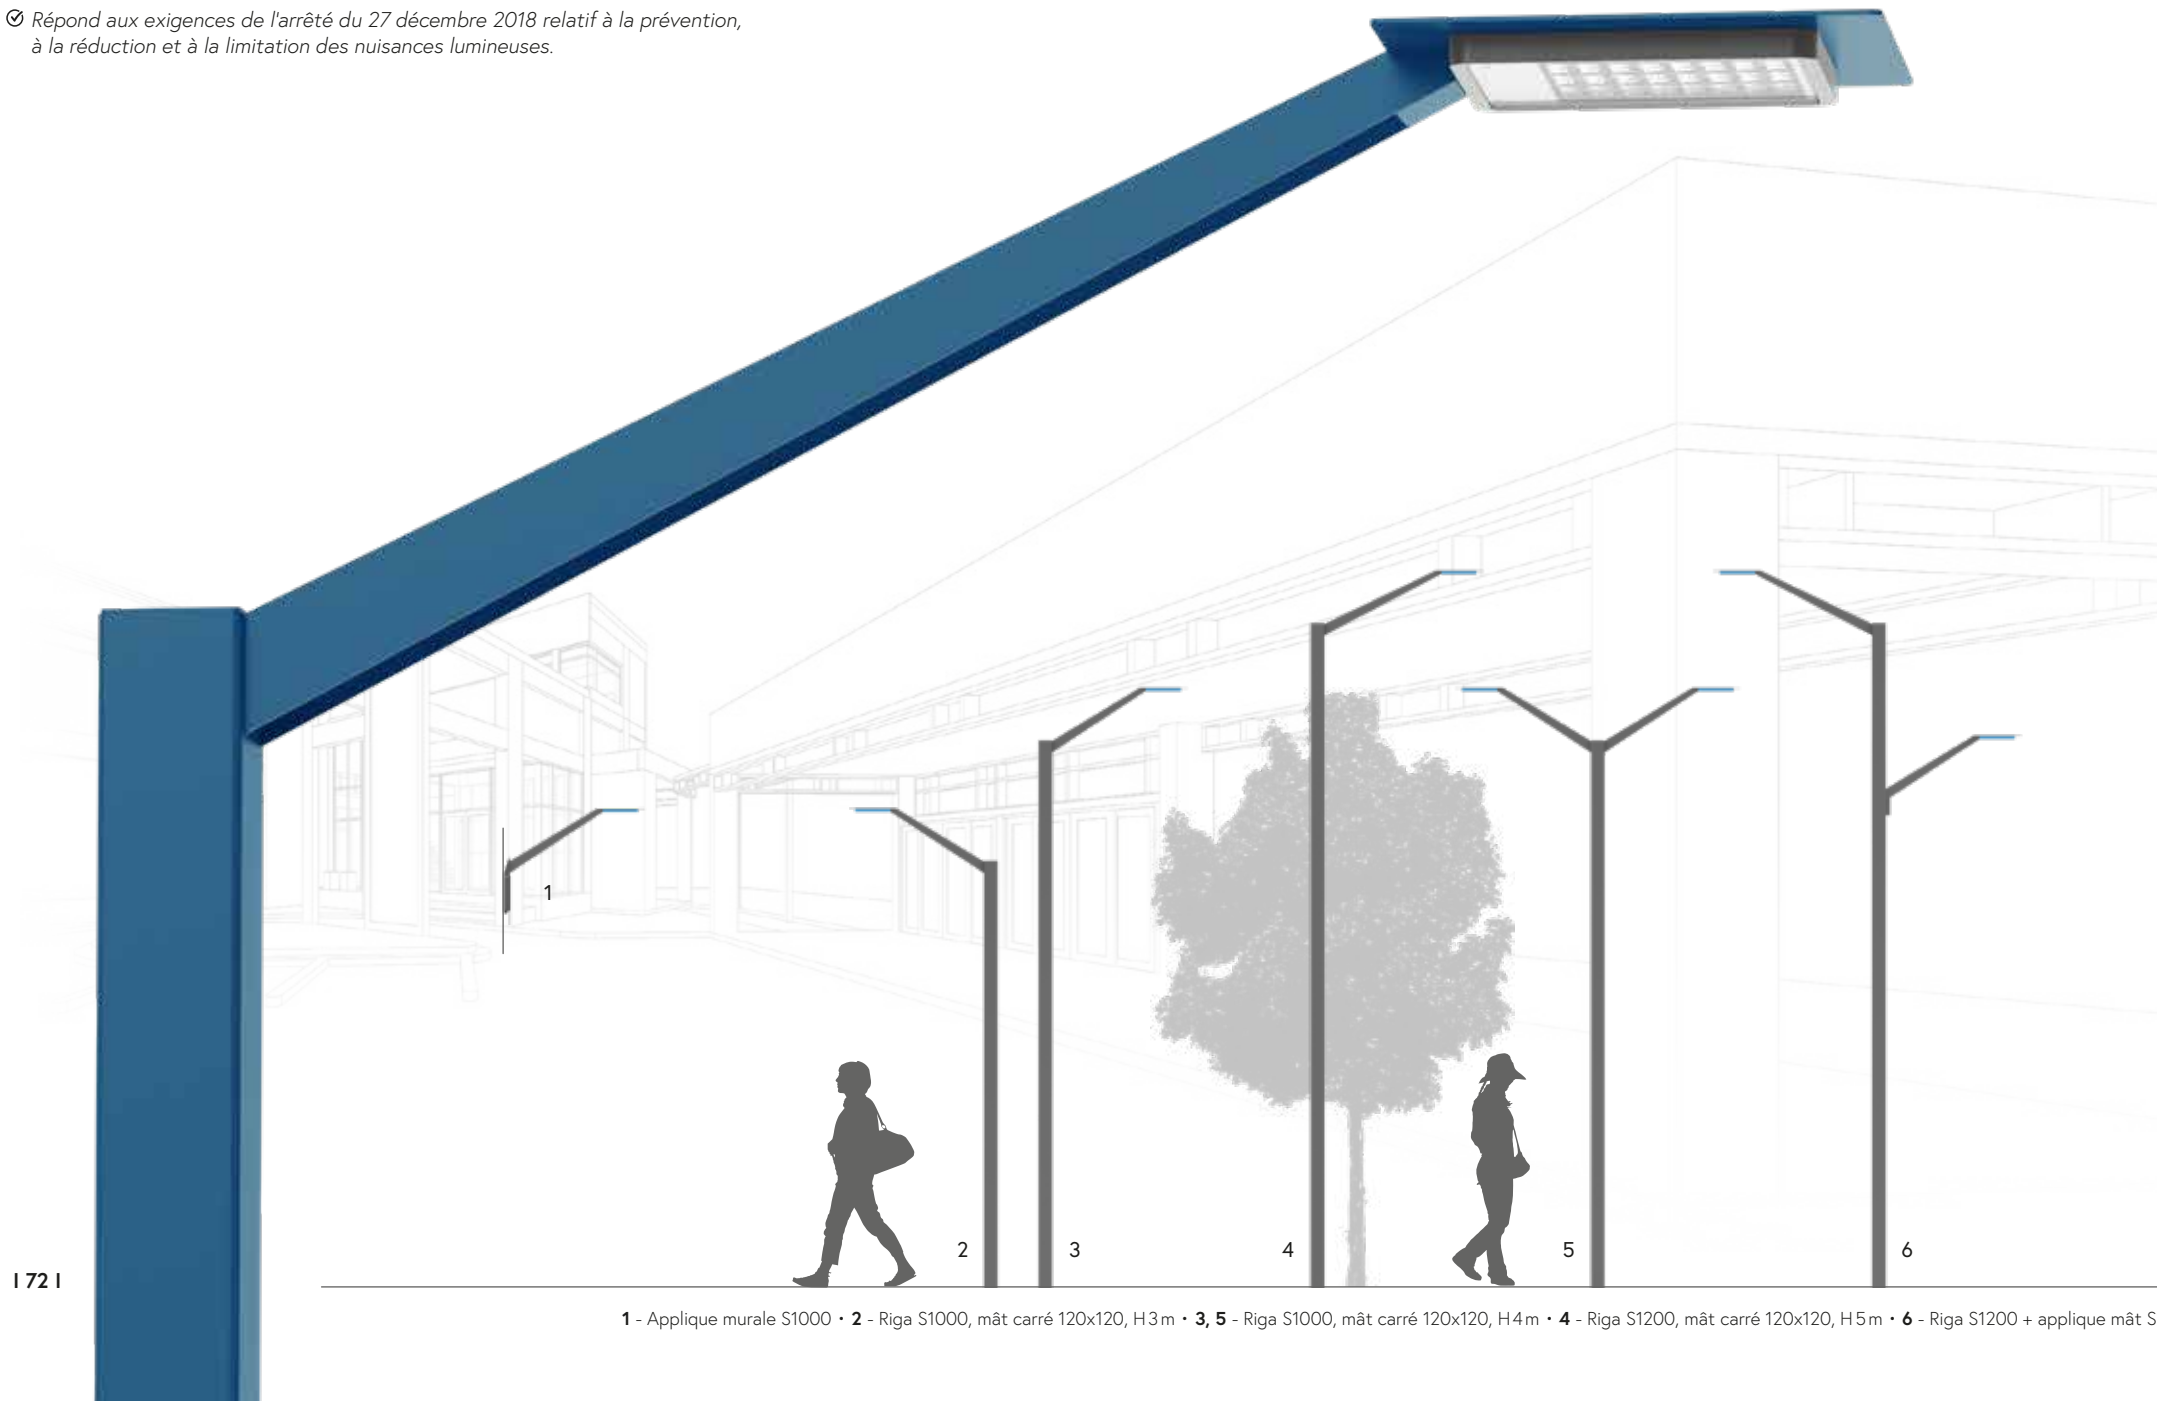 Répond aux exigences de l'arrêté du 27 décembre 2018 relatif à la prévention,
à la réduction et à la limitation des nuisances lumineuses.
1
2
3
4
5
6
I 72 I
1 - Applique murale S1000 • 2 - Riga S1000, mât carré 120x120, H 3 m • 3, 5 - Riga S1000, mât carré 120x120, H 4 m • 4 - Riga S1200, mât carré 120x120, H 5 m • 6 - Riga S1200 + applique mât S